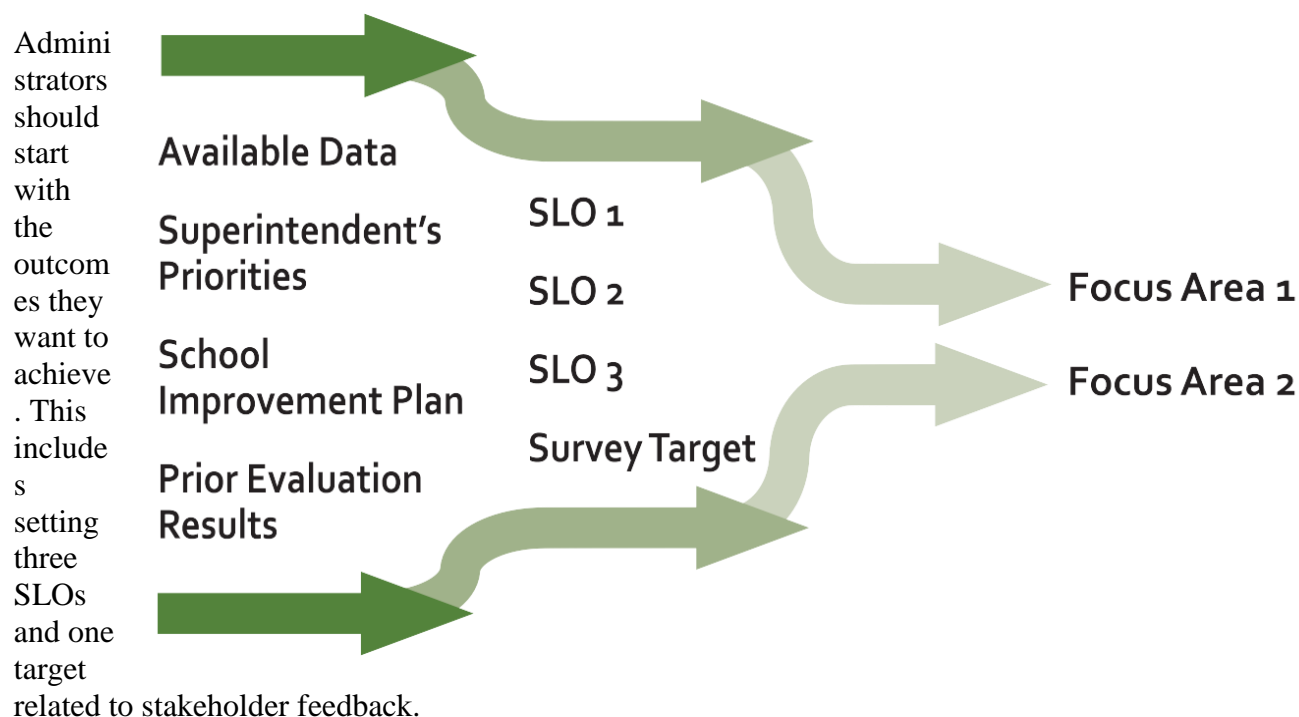 Admini
strators
should
start
with
the
outcom
es they
want to
achieve
. This
include
s
setting
three
SLOs
and one
target
related to stakeholder feedback.
Available Data
Superintendent's
Priorities
School
Improvement Plan
Prior Evaluation
Results
SLO 1
SLO 2
SLO 3
Survey Target
Focus Area 1
Focus Area 2